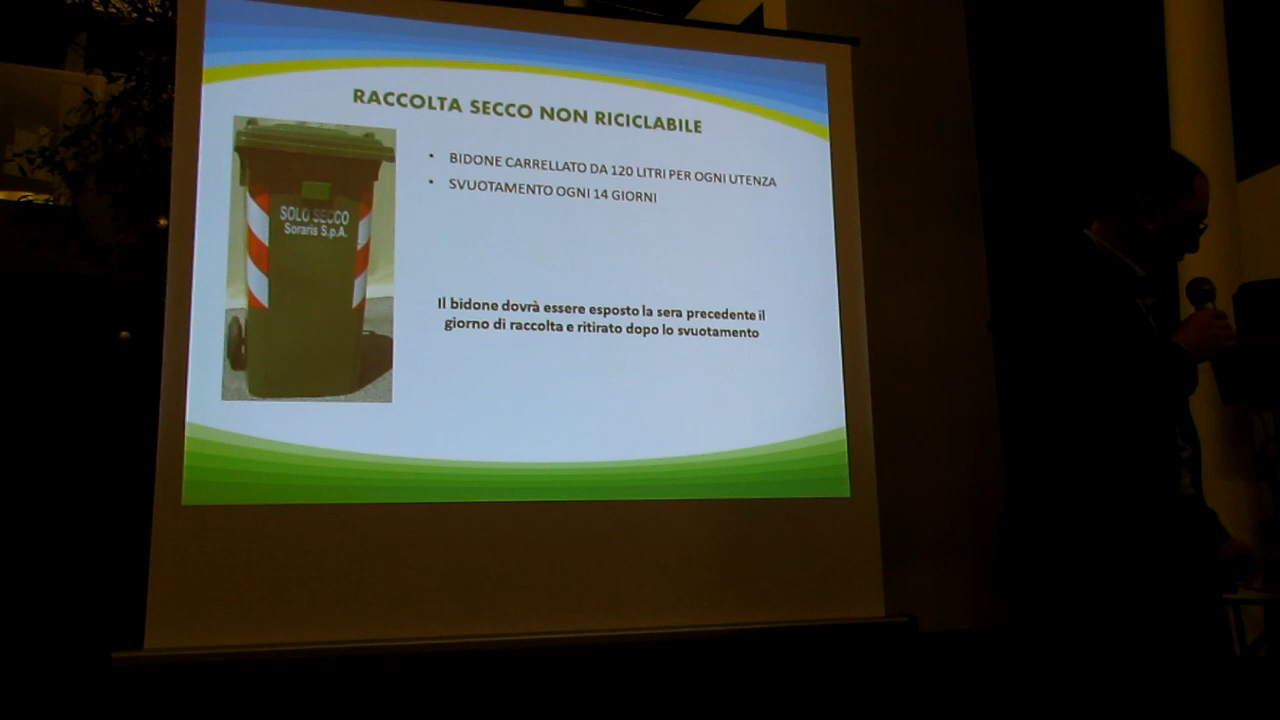 RACCOLTA SECCO NON RICICLABILE
• BIDONE CARRELLATO DA 120 LITRI PER OGNI UTENZA
• SVUOTAMENTO OGNI 14 GIORNI
SOLO SECCO
Soraris S.p.A.
Il bidone dovrà essere esposto la sera precedente il
giorno di raccolta e ritirato dopo lo svuotamento